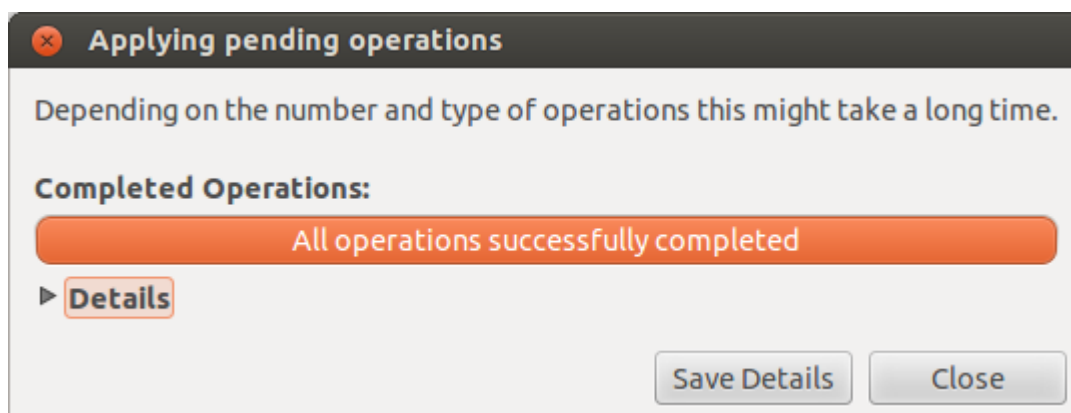 Applying pending operations
Depending on the number and type of operations this might take a long time.
Completed Operations:
All operations successfully completed
Details
Save Details Close